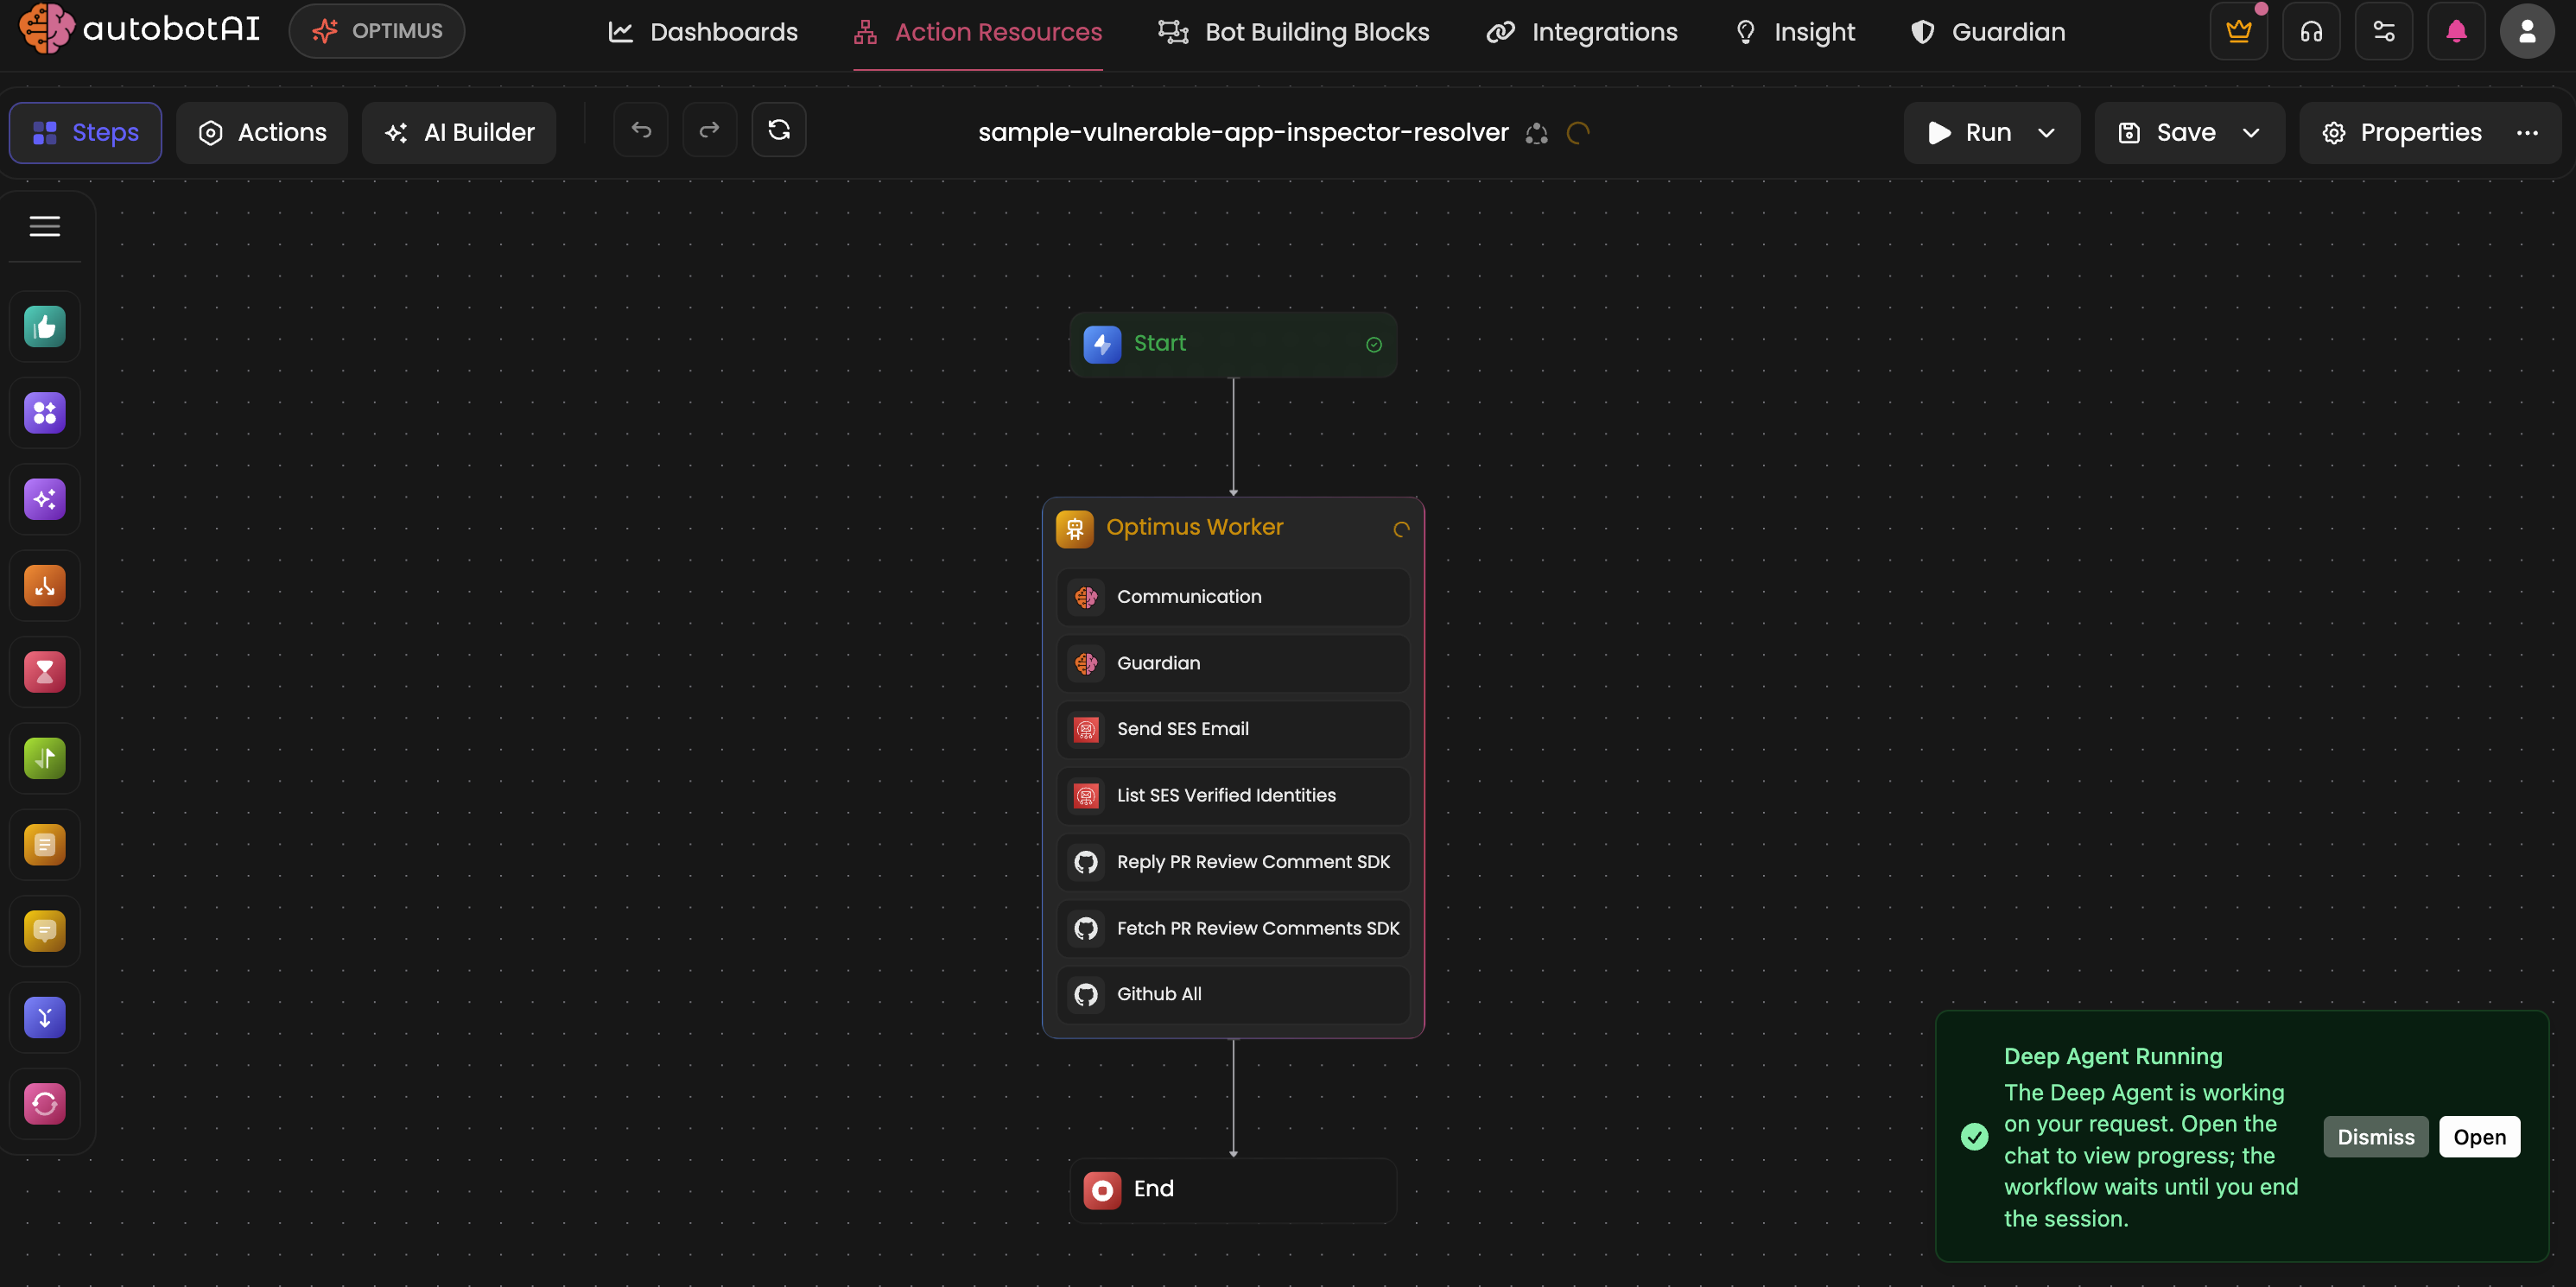 autobotAI
OPTIMUS
Dashboards
Action Resources
Bot Building Blocks
Integrations
Insight
Guardian
Steps
Actions
AI Builder
sample-vulnerable-app-inspector-resolver
Run
Save
Properties
Start
Optimus Worker
Communication
Guardian
Send SES Email
List SES Verified Identities
Reply PR Review Comment SDK
Fetch PR Review Comments SDK
Github All
End
Deep Agent Running
The Deep Agent is working
on your request. Open the
chat to view progress; the
workflow waits until you end
the session.
Dismiss
Open